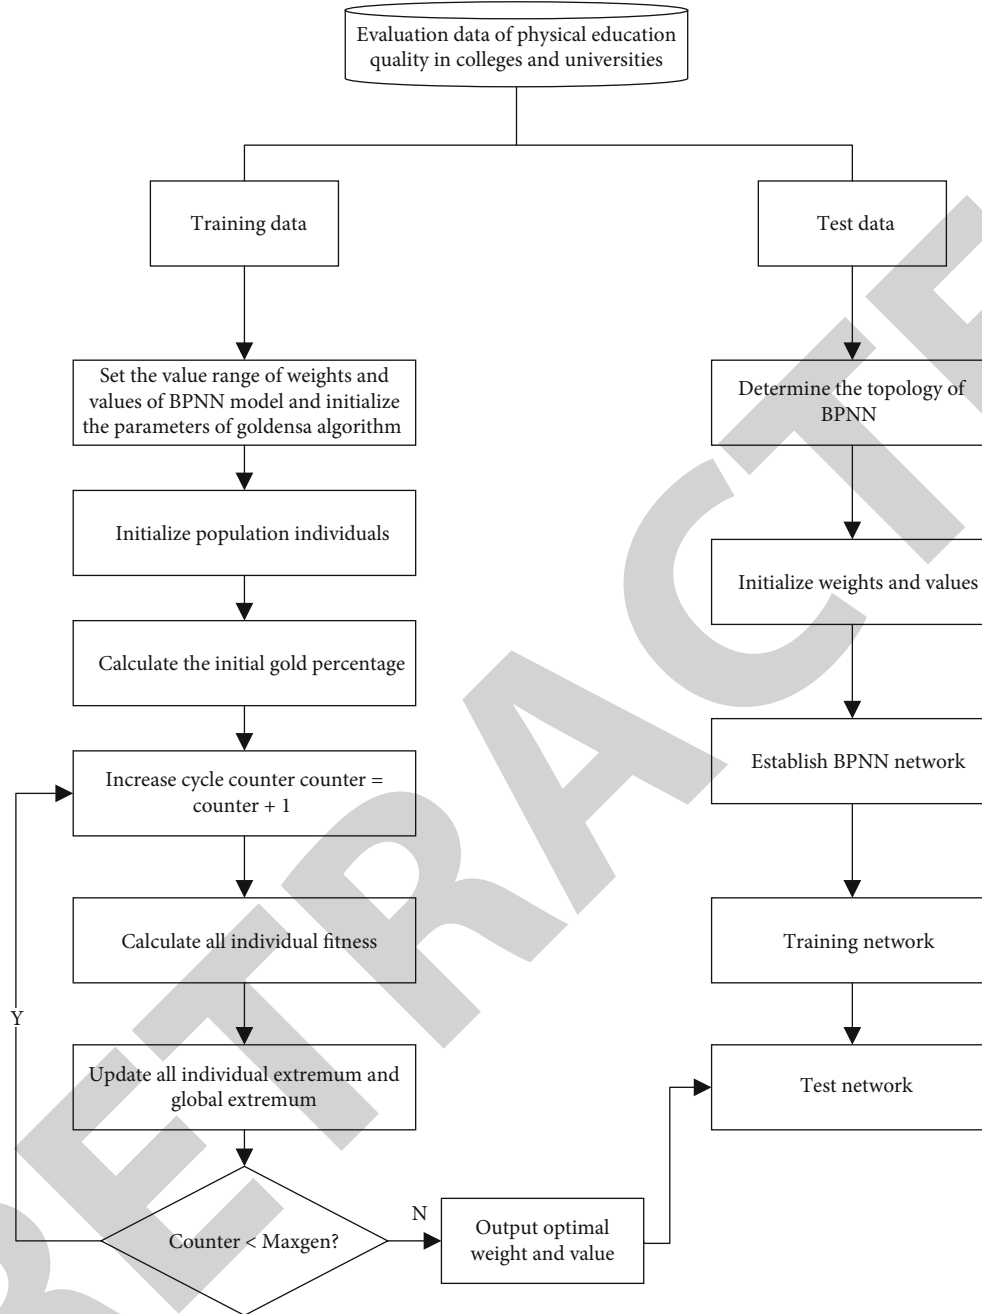 Evaluation data of physical education
quality in colleges and universities
Training data
Test data
Set the value range of weights and
values of BPNN model and initialize
the parameters of goldensa algorithm
Determine the topology of
BPNN
Initialize population individuals
Initialize weights and values
Calculate the initial gold percentage
Increase cycle counter counter =
counter + 1
Establish BPNN network
Calculate all individual fitness
Training network
Y
Update all individual extremum and
global extremum
Test network
Counter < Maxgen?
N
Output optimal
weight and value
RETRACTE